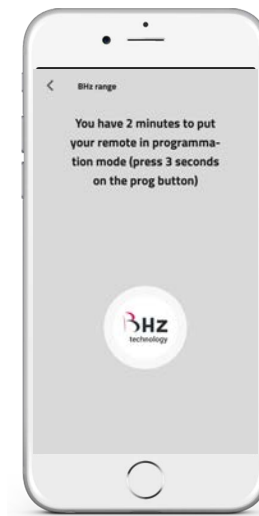 BHz range
You have 2 minutes to put
your remote in programma-
tion mode (press 3 seconds
on the prog button)
BHz
technology